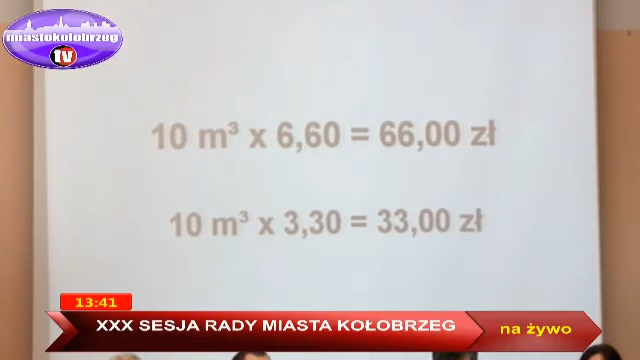 miastokolobrzeg
tv
10 m³ x 6,60 = 66,00 zł
10 m³ x 3,30 = 33,00 zł
13:41
XXX SESJA RADY MIASTA KOŁOBRZEG
na żywo